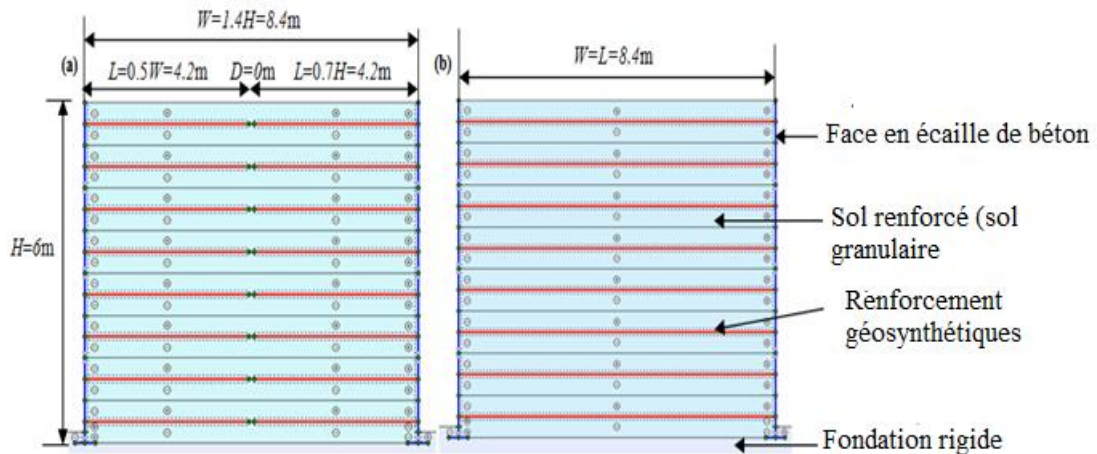 W=1.4H=8.4m
(a)
L=0.5W=4.2m D=0m L=0.7H=4.2m
H=6m
(b)
W=L=8.4m
Face en écaille de béton
Sol renforcé (sol
granulaire
Renforcement
géosynthétiques
Fondation rigide